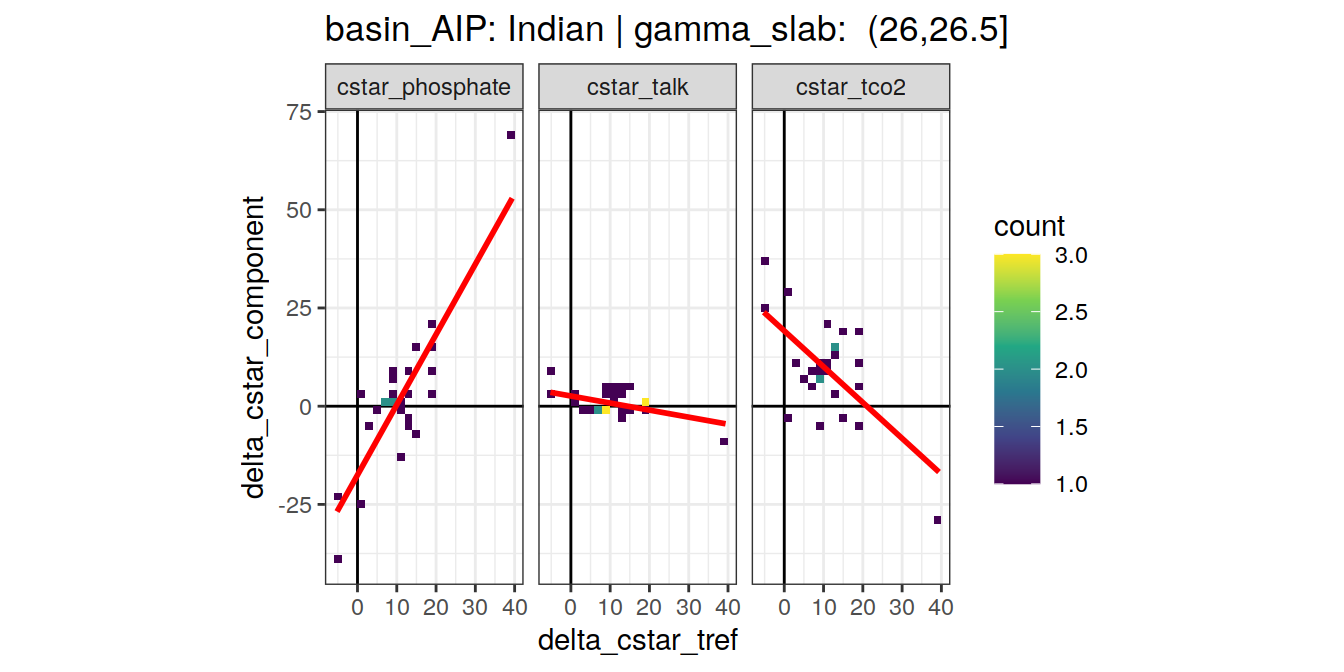 basin_AIP: Indian | gamma_slab:  (26,26.5]
cstar_phosphate cstar_talk cstar_tco2
75
50
25
0
-25
delta_cstar_component
0 10 20 30 40 0 10 20 30 40 0 10 20 30 40
delta_cstar_tref
count
3.0
2.5
2.0
1.5
1.0